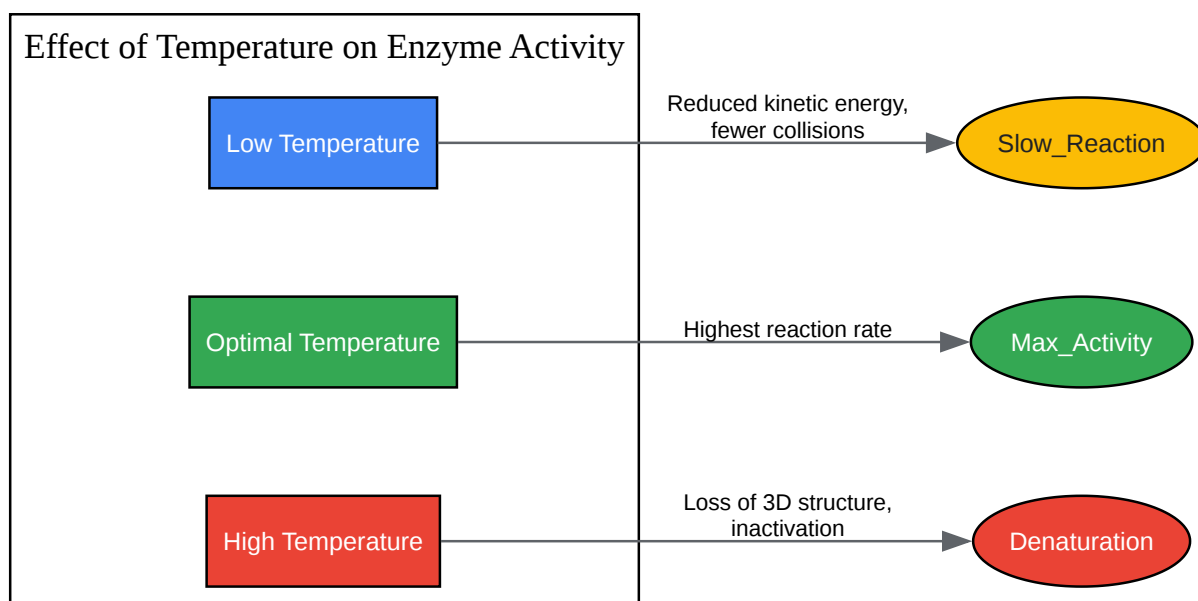 Effect of Temperature on Enzyme Activity
Low Temperature
Reduced kinetic energy,
fewer collisions
Slow_Reaction
Optimal Temperature
Highest reaction rate
Max_Activity
High Temperature
Loss of 3D structure,
inactivation
Denaturation